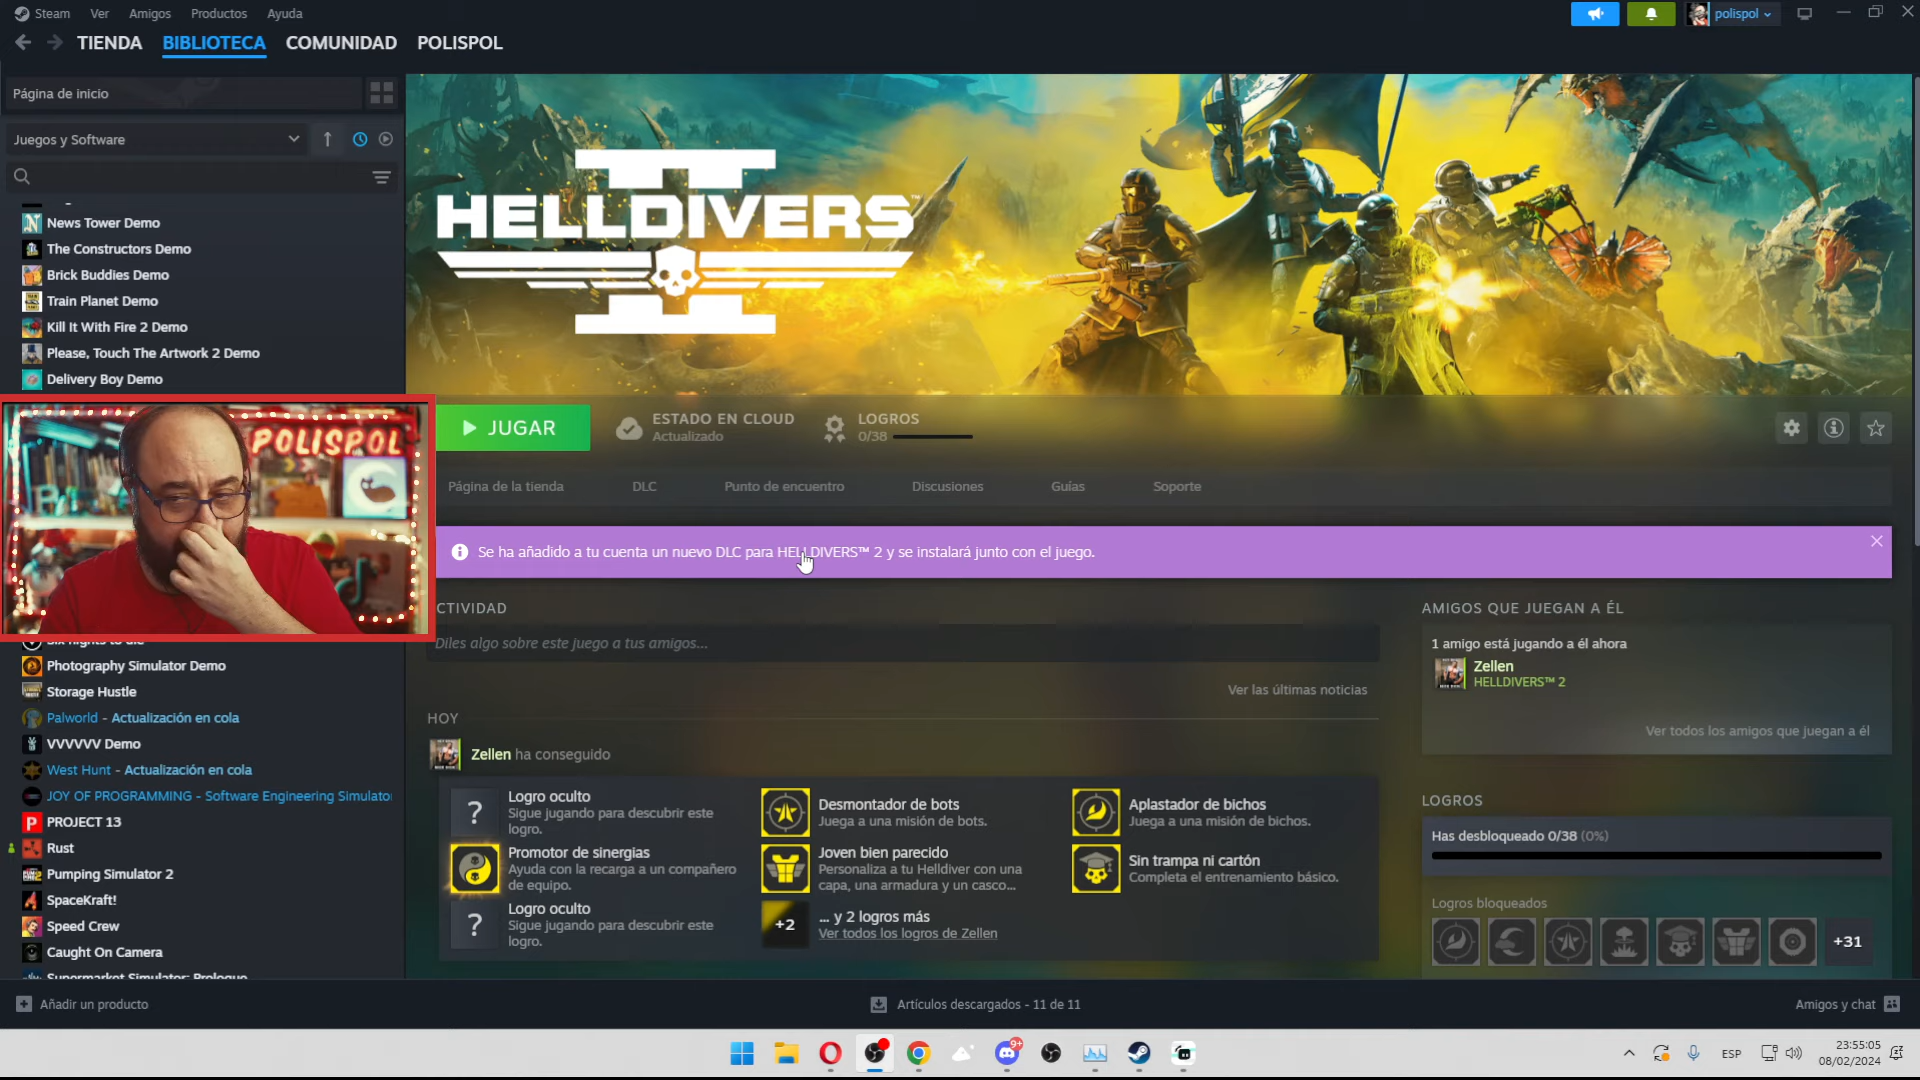 Steam Ver Amigos Productos Ayuda
polispol
TIENDA BIBLIOTECA COMUNIDAD POLISPOL
Página de inicio
Juegos y Software
News Tower Demo
The Constructors Demo
Brick Buddies Demo
Train Planet Demo
Kill It With Fire 2 Demo
Please, Touch The Artwork 2 Demo
Delivery Boy Demo
POLISPOL
Photography Simulator Demo
Storage Hustle
Palworld - Actualización en cola
VVVVVV Demo
West Hunt - Actualización en cola
JOY OF PROGRAMMING - Software Engineering Simulator
PROJECT 13
Rust
Pumping Simulator 2
SpaceKraft!
Speed Crew
Caught On Camera
Supermarket Simulator: Prologue
II
HELLDIVERS™
JUGAR
ESTADO EN CLOUD
Actualizado
LOGROS
0/38
Página de la tienda DLC Punto de encuentro Discusiones Guías Soporte
Se ha añadido a tu cuenta un nuevo DLC para HELLDIVERS™ 2 y se instalará junto con el juego.
CTIVIDAD
Diles algo sobre este juego a tus amigos...
Ver las últimas noticias
HOY
Zellen ha conseguido
Logro oculto
Sigue jugando para descubrir este
logro.
Desmontador de bots
Juega a una misión de bots.
Aplastador de bichos
Juega a una misión de bichos.
Promotor de sinergias
Ayuda con la recarga a un compañero
de equipo.
Joven bien parecido
Personaliza a tu Helldiver con una
capa, una armadura y un casco...
Sin trampa ni cartón
Completa el entrenamiento básico.
Logro oculto
Sigue jugando para descubrir este
logro.
+2
... y 2 logros más
Ver todos los logros de Zellen
AMIGOS QUE JUEGAN A ÉL
1 amigo está jugando a él ahora
Zellen
HELLDIVERS™ 2
Ver todos los amigos que juegan a él
LOGROS
Has desbloqueado 0/38 (0%)
Logros bloqueados
+31
Añadir un producto
Artículos descargados - 11 de 11
Amigos y chat
9+
ESP
23:55:05
08/02/2024